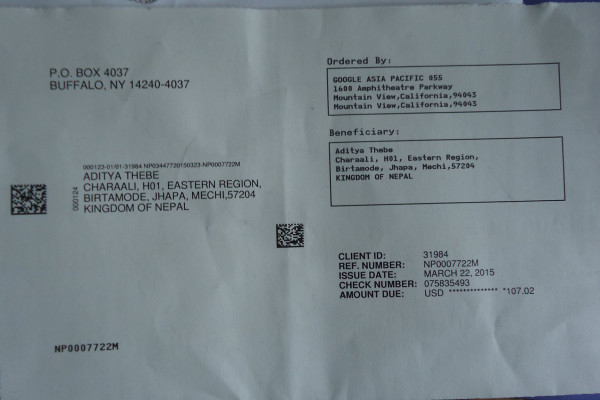 P.O. BOX 4037
BUFFALO, NY 14240-4037
000123-01/01-31984 NP03447720150323-NP0007722M
000124
ADITYA THEBE
CHARAALI, H01, EASTERN REGION,
BIRTAMODE, JHAPA, MECHI,57204
KINGDOM OF NEPAL
NP0007722M
Ordered By:
GOOGLE ASIA PACIFIC 055
1600 Amphitheatre Parkway
Mountain View,California,94043
Mountain View,California,94043
Beneficiary:
Aditya Thebe
Charaali, H01, Eastern Region,
Birtamode, Jhapa, Mechi,57204
KINGDOM OF NEPAL
CLIENT ID: 31984
REF. NUMBER: NP0007722M
ISSUE DATE: MARCH 22, 2015
CHECK NUMBER: 075835493
AMOUNT DUE: USD ************** *107.02